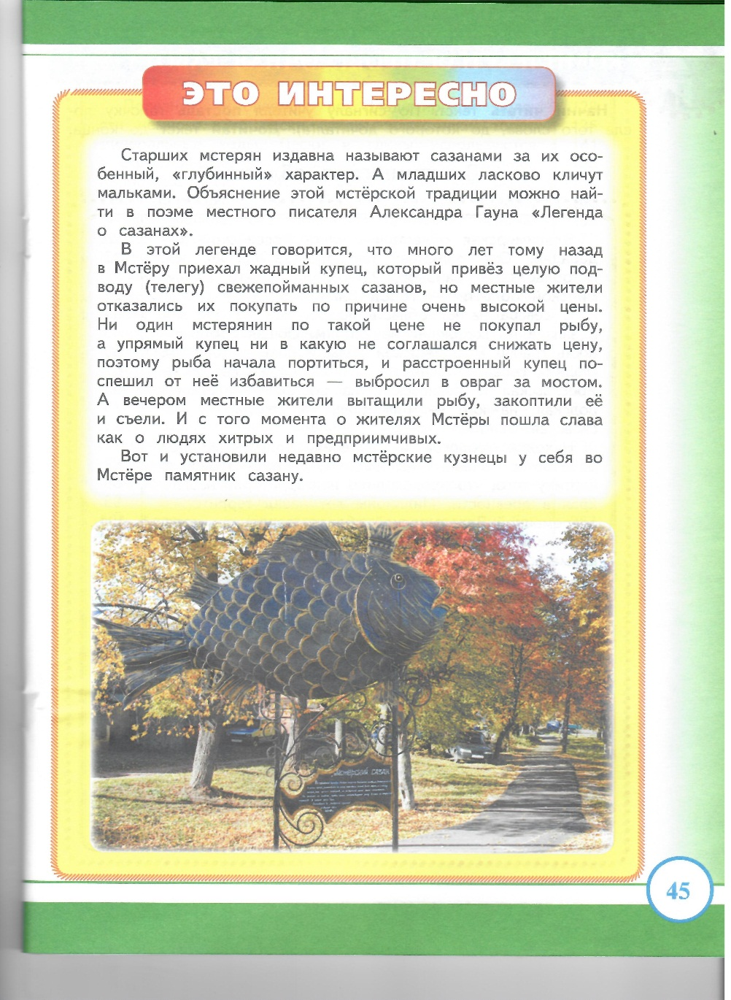 ЭТО ИНТЕРЕСНО
Старших мстерян издавна называют сазанами за их осо-
бенный, «глубинный» характер. А младших ласково кличут
мальками. Объяснение этой мстёрской традиции можно най-
ти в поэме местного писателя Александра Гауна «Легенда
о сазанах».
В этой легенде говорится, что много лет тому назад
в Мстёру приехал жадный купец, который привёз целую под-
воду (телегу) свежепойманных сазанов, но местные жители
отказались их покупать по причине очень высокой цены.
Ни один мстерянин по такой цене не покупал рыбу,
а упрямый купец ни в какую не соглашался снижать цену,
поэтому рыба начала портиться, и расстроенный купец по-
спешил от неё избавиться — выбросил в овраг за мостом.
А вечером местные жители вытащили рыбу, закоптили её
и съели. И с того момента о жителях Мстёры пошла слава
как о людях хитрых и предприимчивых.
Вот и установили недавно мстёрские кузнецы у себя во
Мстёре памятник сазану.
МСТЁРСКИЙ САЗАН
45